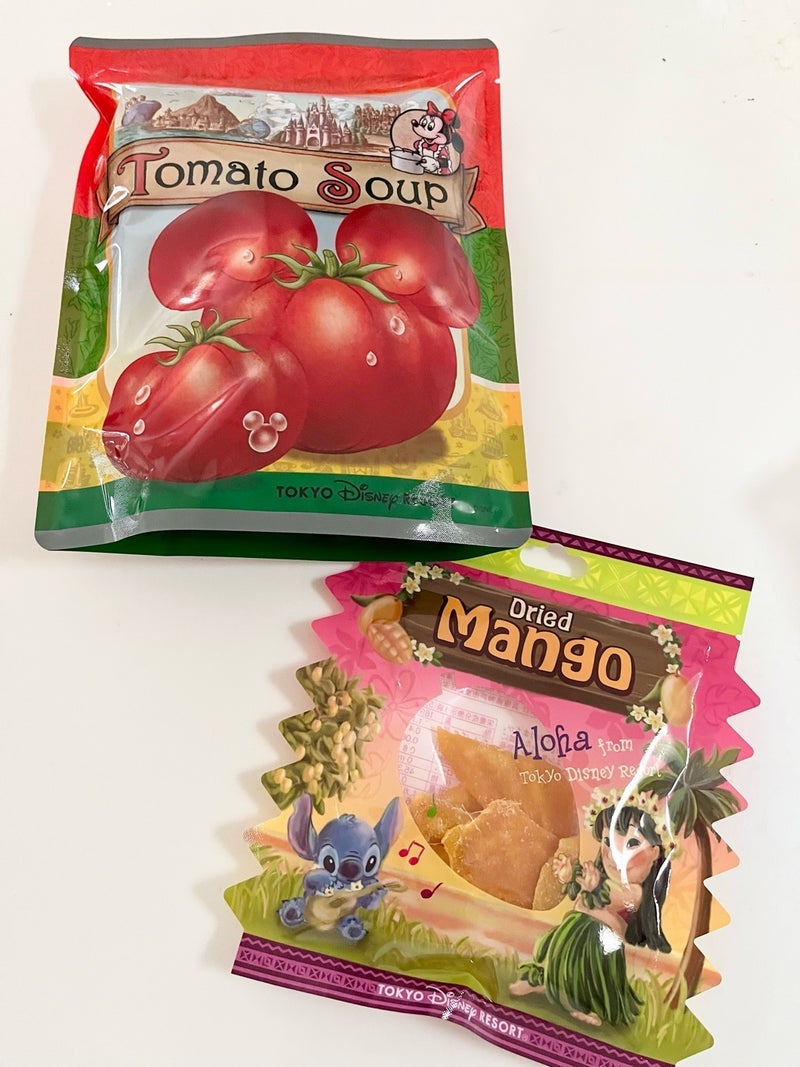 Tomato Soup
TOKYO Disney RESORT
Dried
Mango
Aloha from
Tokyo Disney Resort
TOKYO Disney RESORT